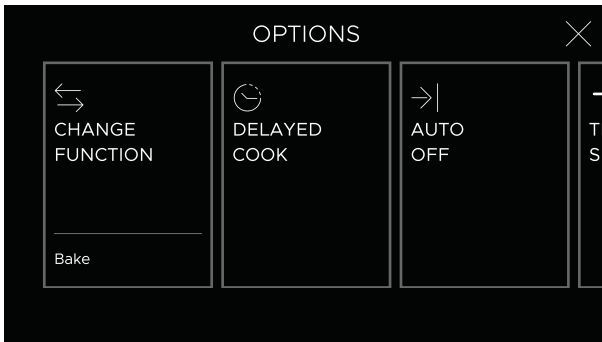 OPTIONS
CHANGE
FUNCTION
Bake
DELAYED
COOK
AUTO
OFF
T
S